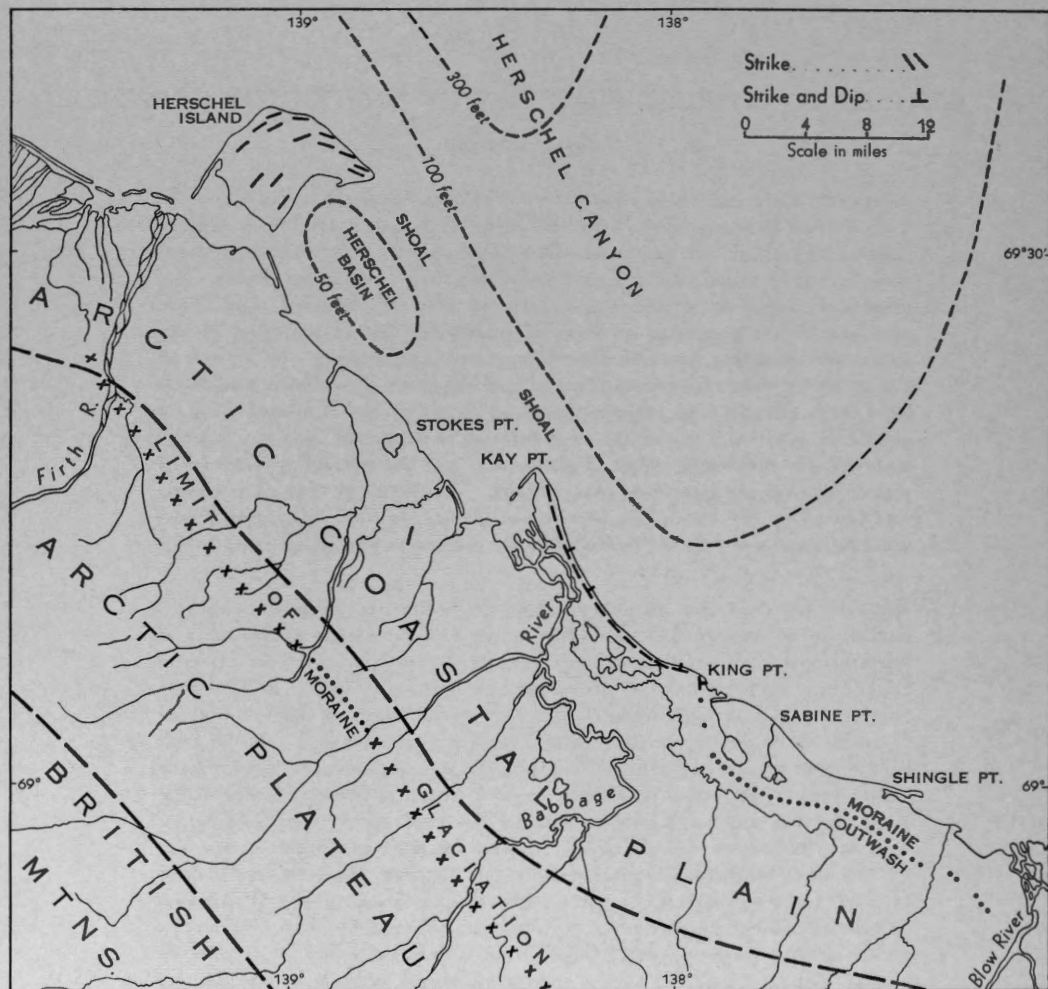 139°
138°
HERSCHEL CANYON
300 feet
100 feet
Strike
Strike and Dip
0 4 8 12
Scale in miles
HERSCHEL
ISLAND
SHOAL
HERSCHEL
BASIN
50 feet
69°30'
ARCTIC COASTAL PLAIN
Firth R.
LIMIT OF GLACIATION
STOKES PT.
SHOAL
KAY PT.
ARCTIC PLATEAU
River
KING PT.
MORAINE
SABINE PT.
SHINGLE PT.
69°
69°
Babbage
MORAINE
OUTWASH
BRITISH
MTNS.
Blow River
139°
138°